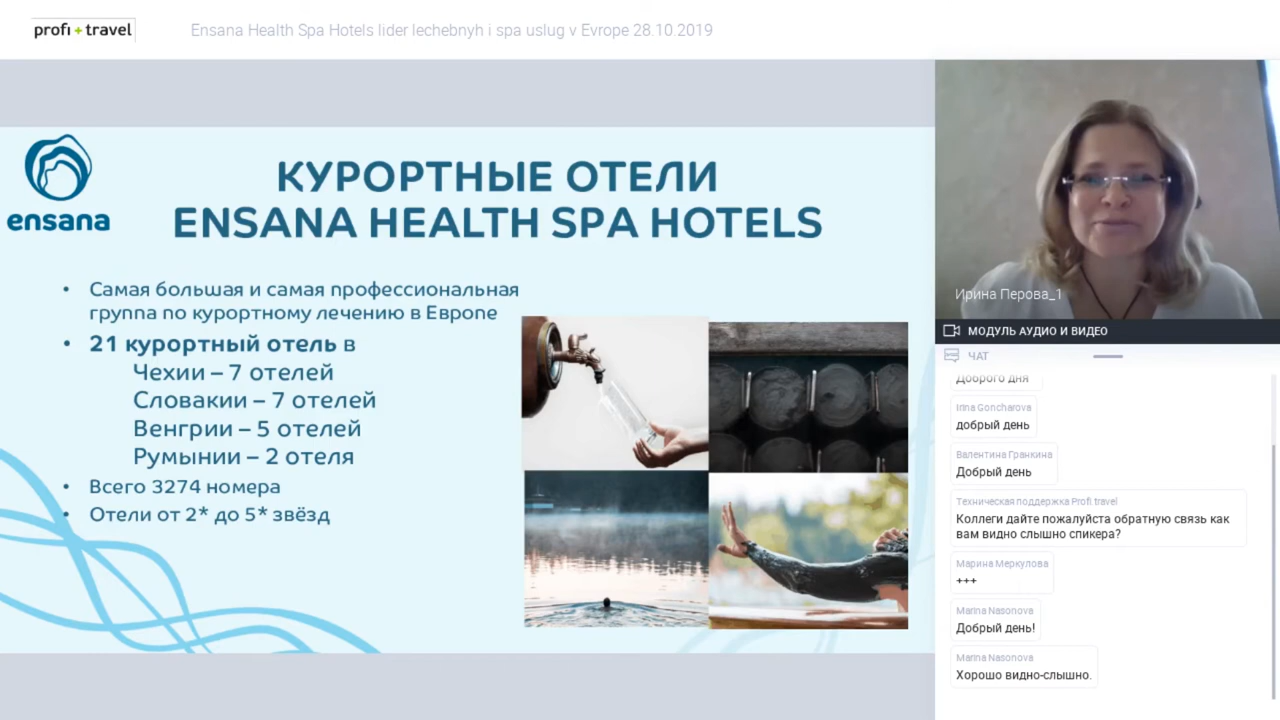 profi + travel
Ensana Health Spa Hotels lider lechebnyh i spa uslug v Evrope 28.10.2019
ensana
КУРОРТНЫЕ ОТЕЛИ
ENSANA HEALTH SPA HOTELS
• Самая большая и самая профессиональная
группа по курортному лечению в Европе
• 21 курортный отель в
Чехии – 7 отелей
Словакии – 7 отелей
Венгрии – 5 отелей
Румынии – 2 отеля
• Всего 3274 номера
• Отели от 2* до 5* звёзд
Ирина Перова_1
МОДУЛЬ АУДИО И ВИДЕО
ЧАТ
Доброго дня
Irina Goncharova
добрый день
Валентина Гранкина
Добрый день
Техническая поддержка Profi.travel
Коллеги дайте пожалуйста обратную связь как
вам видно слышно спикера?
Марина Меркулова
+++
Marina Nasonova
Добрый день!
Marina Nasonova
Хорошо видно-слышно.